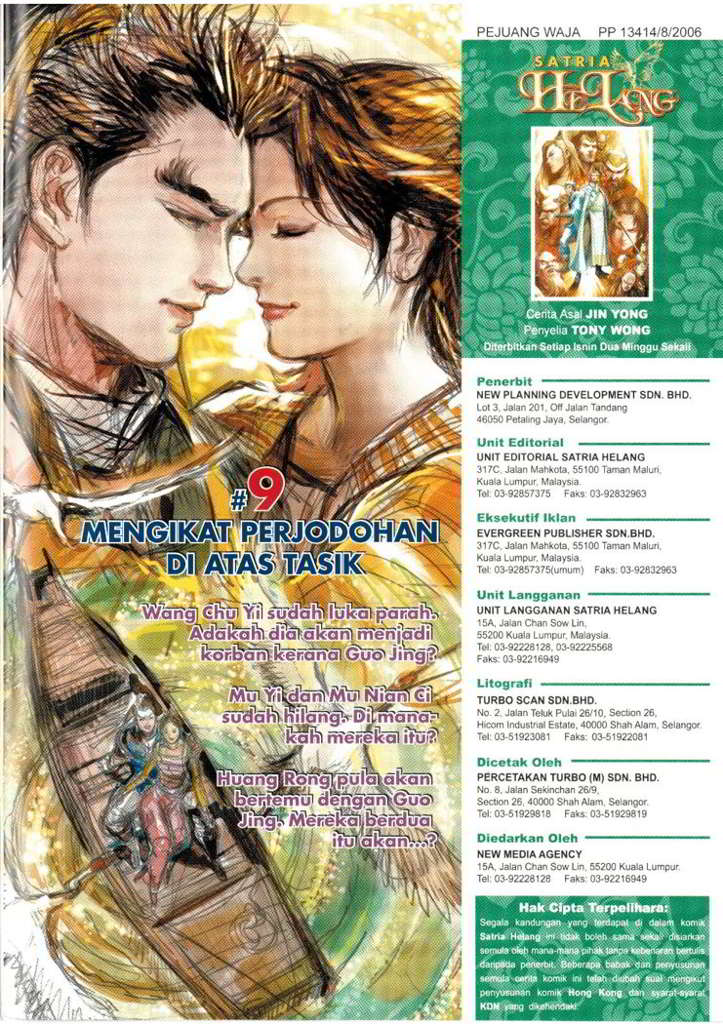 PEJUANG WAJA PP 13414/8/2006
SATRIA
HELANG
Cerita Asal JIN YONG
Penyelia TONY WONG
Diterbitkan Setiap Isnin Dua Minggu Sekali
#9
MENGIKAT PERJODOHAN
DI ATAS TASIK
Wang Chu Yi sudah luka parah.
Adakah dia akan menjadi
korban kerana Guo Jing?
Mu Yi dan Mu Nian Ci
sudah hilang. Di mana-
kah mereka itu?
Huang Rong pula akan
bertemu dengan Guo
Jing. Mereka berdua
itu akan...?
Penerbit
NEW PLANNING DEVELOPMENT SDN. BHD.
Lot 3, Jalan 201, Off Jalan Tandang
46050 Petaling Jaya, Selangor.
Unit Editorial
UNIT EDITORIAL SATRIA HELANG
317C, Jalan Mahkota, 55100 Taman Maluri,
Kuala Lumpur, Malaysia.
Tel: 03-92857375 Faks: 03-92832963
Eksekutif Iklan
EVERGREEN PUBLISHER SDN.BHD.
317C, Jalan Mahkota, 55100 Taman Maluri,
Kuala Lumpur, Malaysia.
Tel: 03-92857375(umum) Faks: 03-92832963
Unit Langganan
UNIT LANGGANAN SATRIA HELANG
15A, Jalan Chan Sow Lin,
55200 Kuala Lumpur, Malaysia.
Tel: 03-92228128, 03-92225568
Faks: 03-92216949
Litografi
TURBO SCAN SDN.BHD.
No. 2, Jalan Teluk Pulai 26/10, Section 26,
Hicom Industrial Estate, 40000 Shah Alam, Selangor.
Tel: 03-51923081 Faks: 03-51922081
Dicetak Oleh
PERCETAKAN TURBO (M) SDN. BHD.
No. 8, Jalan Sekinchan 26/9,
Section 26, 40000 Shah Alam, Selangor.
Tel: 03-51929818 Faks: 03-51929819
Diedarkan Oleh
NEW MEDIA AGENCY
15A, Jalan Chan Sow Lin, 55200 Kuala Lumpur.
Tel: 03-92228128 Faks: 03-92216949
Hak Cipta Terpelihara:
Segala kandungan yang terdapat di dalam komik
Satria Helang ini tidak boleh sama sekali disiarkan
semula oleh mana-mana pihak tanpa kebenaran bertulis
daripada penerbit. Beberapa babak dan penyusunan
semula cerita komik ini telah diubah suai mengikut
penyusunan komik Hong Kong dan syarat-syarat
KDN yang dikehendaki.